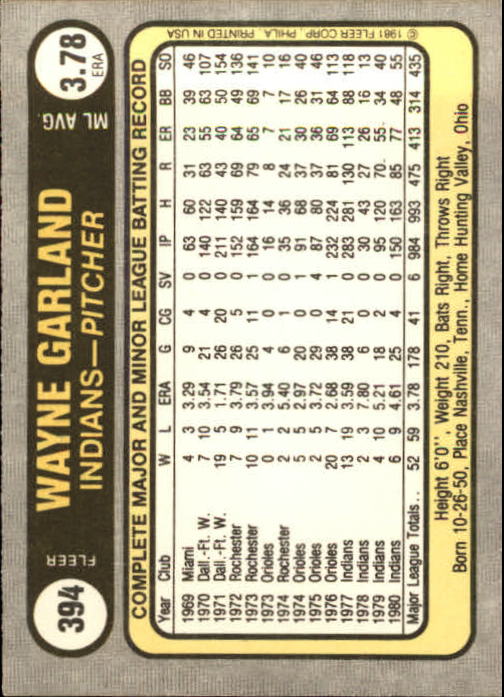 394 FLEER
WAYNE GARLAND
INDIANS—PITCHER
ML AVG. 3.78 ERA
COMPLETE MAJOR AND MINOR LEAGUE BATTING RECORD
Year Club W L ERA G CG SV IP H R ER BB SO
1969 Miami 4 3 3.29 9 4 0 63 60 31 23 39 46
1970 Dall.-Ft. W. 7 10 3.54 21 4 0 140 122 63 55 63 107
1971 Dall.-Ft. W. 19 5 1.71 26 20 0 211 140 43 40 50 154
1972 Rochester 9 8 3.79 26 5 0 152 159 69 64 49 136
1973 Rochester 10 11 3.57 25 11 1 164 164 79 65 69 141
1973 Orioles 0 1 3.94 4 0 0 16 14 8 7 7 10
1974 Rochester 2 2 5.40 6 1 0 35 36 24 21 17 16
1974 Orioles 5 5 2.97 20 0 1 91 68 37 30 26 40
1975 Orioles 2 5 3.72 29 0 4 87 80 37 36 31 46
1976 Orioles 20 7 2.68 38 14 1 232 224 81 69 64 113
1977 Indians 13 19 3.59 38 21 0 283 281 130 113 88 118
1978 Indians 2 3 7.80 6 0 0 30 43 27 26 16 13
1979 Indians 4 10 5.21 18 2 0 95 120 70 55 34 40
1980 Indians 6 9 4.61 25 4 0 150 163 85 77 48 55
Major League Totals.. 52 59 3.78 178 41 6 984 993 475 413 314 435
Height 6'0'', Weight 210, Bats Right, Throws Right
Born 10-26-50, Place Nashville, Tenn., Home Hunting Valley, Ohio
© 1981 FLEER CORP., PHILA., PRINTED IN USA